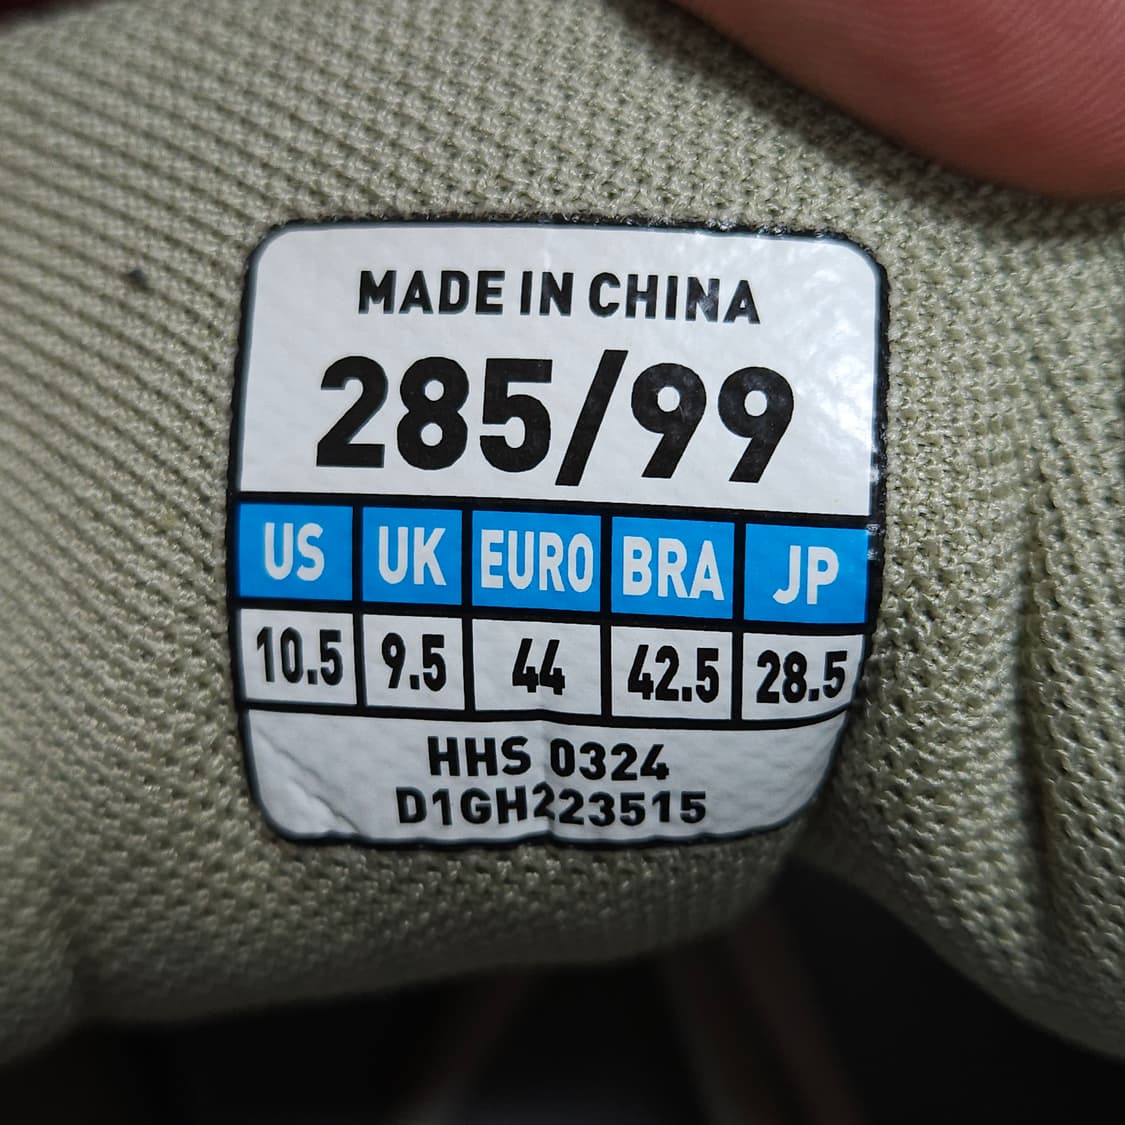 MADE IN CHINA
285/99
US UK EURO BRA JP
10.5 9.5 44 42.5 28.5
HHS 0324
D1GH223515